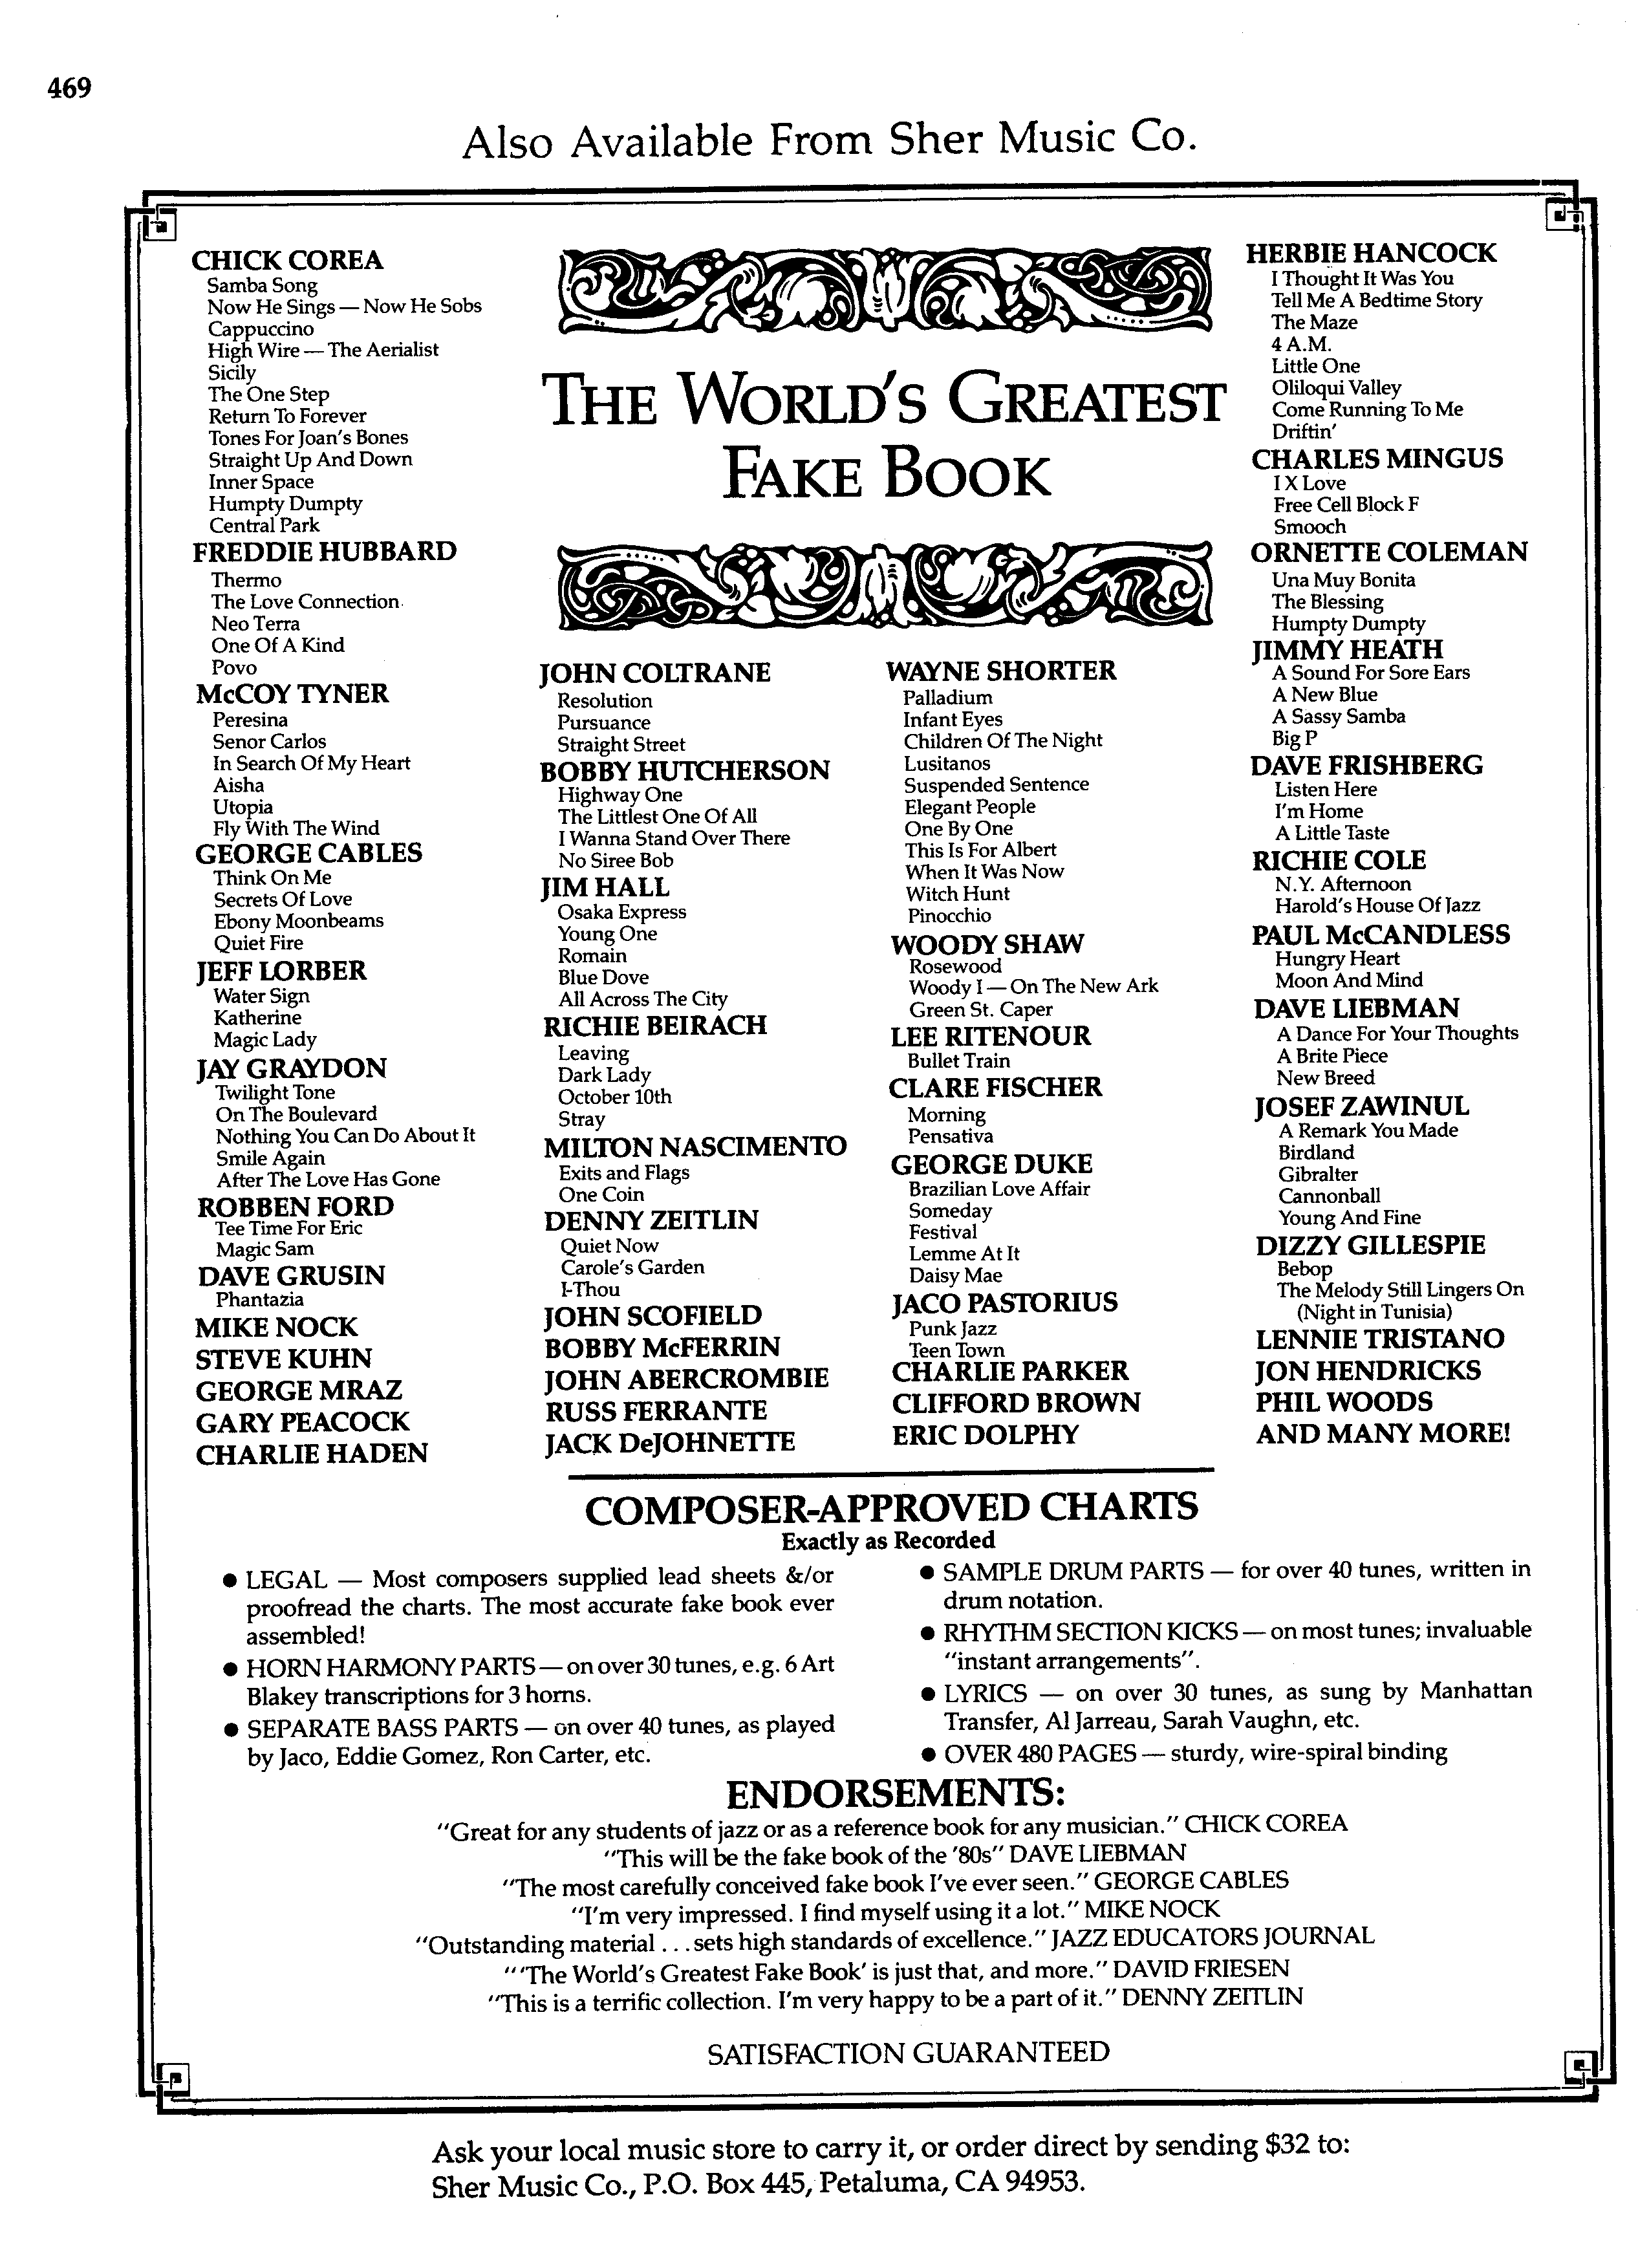 469
Also Available From Sher Music Co.
CHICK COREA
Samba Song
Now He Sings — Now He Sobs
Cappuccino
High Wire — The Aerialist
Sicily
The One Step
Return To Forever
Tones For Joan's Bones
Straight Up And Down
Inner Space
Humpty Dumpty
Central Park
FREDDIE HUBBARD
Thermo
The Love Connection
Neo Terra
One Of A Kind
Povo
McCOY TYNER
Peresina
Senor Carlos
In Search Of My Heart
Aisha
Utopia
Fly With The Wind
GEORGE CABLES
Think On Me
Secrets Of Love
Ebony Moonbeams
Quiet Fire
JEFF LORBER
Water Sign
Katherine
Magic Lady
JAY GRAYDON
Twilight Tone
On The Boulevard
Nothing You Can Do About It
Smile Again
After The Love Has Gone
ROBBEN FORD
Tee Time For Eric
Magic Sam
DAVE GRUSIN
Phantazia
MIKE NOCK
STEVE KUHN
GEORGE MRAZ
GARY PEACOCK
CHARLIE HADEN
THE WORLD'S GREATEST
FAKE BOOK
JOHN COLTRANE
Resolution
Pursuance
Straight Street
BOBBY HUTCHERSON
Highway One
The Littlest One Of All
I Wanna Stand Over There
No Siree Bob
JIM HALL
Osaka Express
Young One
Romain
Blue Dove
All Across The City
RICHIE BEIRACH
Leaving
Dark Lady
October 10th
Stray
MILTON NASCIMENTO
Exits and Flags
One Coin
DENNY ZEITLIN
Quiet Now
Carole's Garden
I-Thou
JOHN SCOFIELD
BOBBY McFERRIN
JOHN ABERCROMBIE
RUSS FERRANTE
JACK DeJOHNETTE
WAYNE SHORTER
Palladium
Infant Eyes
Children Of The Night
Lusitanos
Suspended Sentence
Elegant People
One By One
This Is For Albert
When It Was Now
Witch Hunt
Pinocchio
WOODY SHAW
Rosewood
Woody I — On The New Ark
Green St. Caper
LEE RITENOUR
Bullet Train
CLARE FISCHER
Morning
Pensativa
GEORGE DUKE
Brazilian Love Affair
Someday
Festival
Lemme At It
Daisy Mae
JACO PASTORIUS
Punk Jazz
Teen Town
CHARLIE PARKER
CLIFFORD BROWN
ERIC DOLPHY
HERBIE HANCOCK
I Thought It Was You
Tell Me A Bedtime Story
The Maze
4 A.M.
Little One
Oliloqui Valley
Come Running To Me
Driftin'
CHARLES MINGUS
I X Love
Free Cell Block F
Smooch
ORNETTE COLEMAN
Una Muy Bonita
The Blessing
Humpty Dumpty
JIMMY HEATH
A Sound For Sore Ears
A New Blue
A Sassy Samba
Big P
DAVE FRISHBERG
Listen Here
I'm Home
A Little Taste
RICHIE COLE
N.Y. Afternoon
Harold's House Of Jazz
PAUL McCANDLESS
Hungry Heart
Moon And Mind
DAVE LIEBMAN
A Dance For Your Thoughts
A Brite Piece
New Breed
JOSEF ZAWINUL
A Remark You Made
Birdland
Gibralter
Cannonball
Young And Fine
DIZZY GILLESPIE
Bebop
The Melody Still Lingers On
(Night in Tunisia)
LENNIE TRISTANO
JON HENDRICKS
PHIL WOODS
AND MANY MORE!
COMPOSER-APPROVED CHARTS
Exactly as Recorded
● LEGAL — Most composers supplied lead sheets &/or
proofread the charts. The most accurate fake book ever
assembled!
● HORN HARMONY PARTS — on over 30 tunes, e.g. 6 Art
Blakey transcriptions for 3 horns.
● SEPARATE BASS PARTS — on over 40 tunes, as played
by Jaco, Eddie Gomez, Ron Carter, etc.
● SAMPLE DRUM PARTS — for over 40 tunes, written in
drum notation.
● RHYTHM SECTION KICKS — on most tunes; invaluable
"instant arrangements".
● LYRICS — on over 30 tunes, as sung by Manhattan
Transfer, Al Jarreau, Sarah Vaughn, etc.
● OVER 480 PAGES — sturdy, wire-spiral binding
ENDORSEMENTS:
"Great for any students of jazz or as a reference book for any musician." CHICK COREA
"This will be the fake book of the '80s" DAVE LIEBMAN
"The most carefully conceived fake book I've ever seen." GEORGE CABLES
"I'm very impressed. I find myself using it a lot." MIKE NOCK
"Outstanding material . . . sets high standards of excellence." JAZZ EDUCATORS JOURNAL
"'The World's Greatest Fake Book' is just that, and more." DAVID FRIESEN
"This is a terrific collection. I'm very happy to be a part of it." DENNY ZEITLIN
SATISFACTION GUARANTEED
Ask your local music store to carry it, or order direct by sending $32 to:
Sher Music Co., P.O. Box 445, Petaluma, CA 94953.